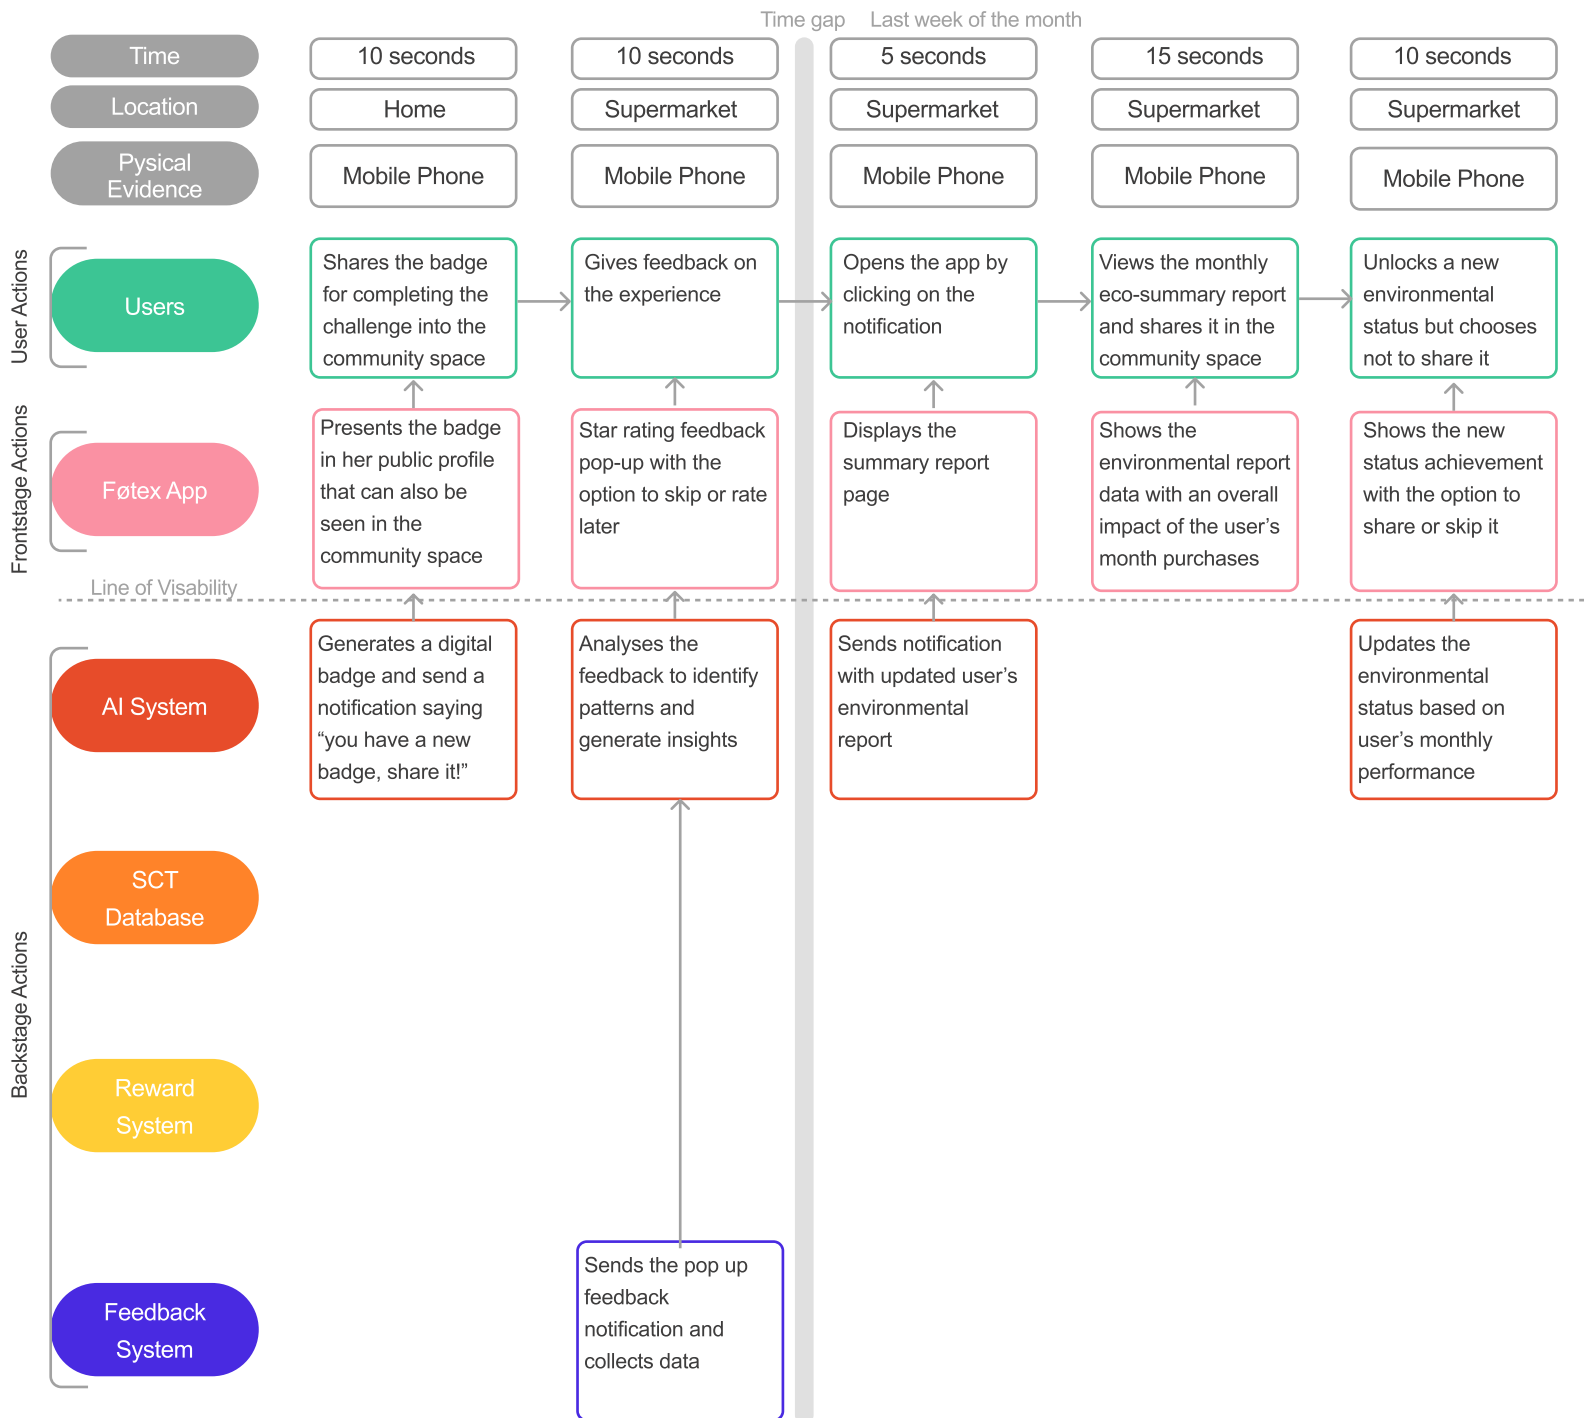 Time gap
Last week of the month
Time
10 seconds
10 seconds
5 seconds
15 seconds
10 seconds
Location
Home
Supermarket
Supermarket
Supermarket
Supermarket
Pysical
Evidence
Mobile Phone
Mobile Phone
Mobile Phone
Mobile Phone
Mobile Phone
User Actions
Users
Shares the badge
for completing the
challenge into the
community space
Gives feedback on
the experience
Opens the app by
clicking on the
notification
Views the monthly
eco-summary report
and shares it in the
community space
Unlocks a new
environmental
status but chooses
not to share it
Frontstage Actions
Føtex App
Presents the badge
in her public profile
that can also be
seen in the
community space
Star rating feedback
pop-up with the
option to skip or rate
later
Displays the
summary report
page
Shows the
environmental report
data with an overall
impact of the user’s
month purchases
Shows the new
status achievement
with the option to
share or skip it
Line of Visability
Backstage Actions
AI System
Generates a digital
badge and send a
notification saying
“you have a new
badge, share it!”
Analyses the
feedback to identify
patterns and
generate insights
Sends notification
with updated user’s
environmental
report
Updates the
environmental
status based on
user’s monthly
performance
SCT
Database
Reward
System
Feedback
System
Sends the pop up
feedback
notification and
collects data